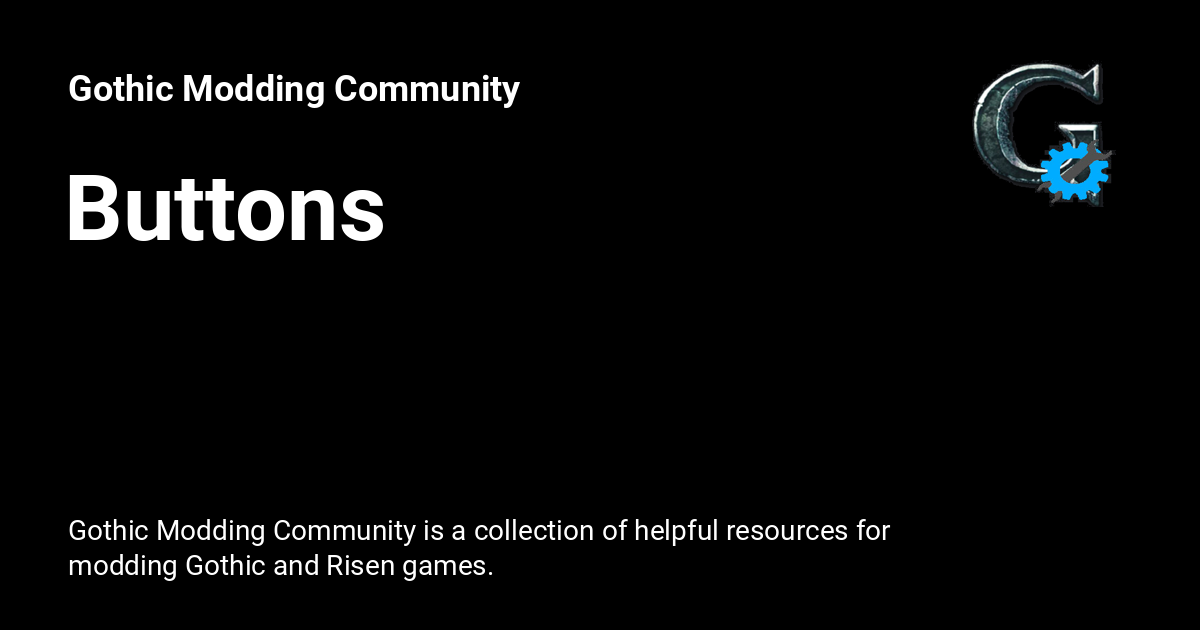 Gothic Modding Community
Buttons
Gothic Modding Community is a collection of helpful resources for
modding Gothic and Risen games.